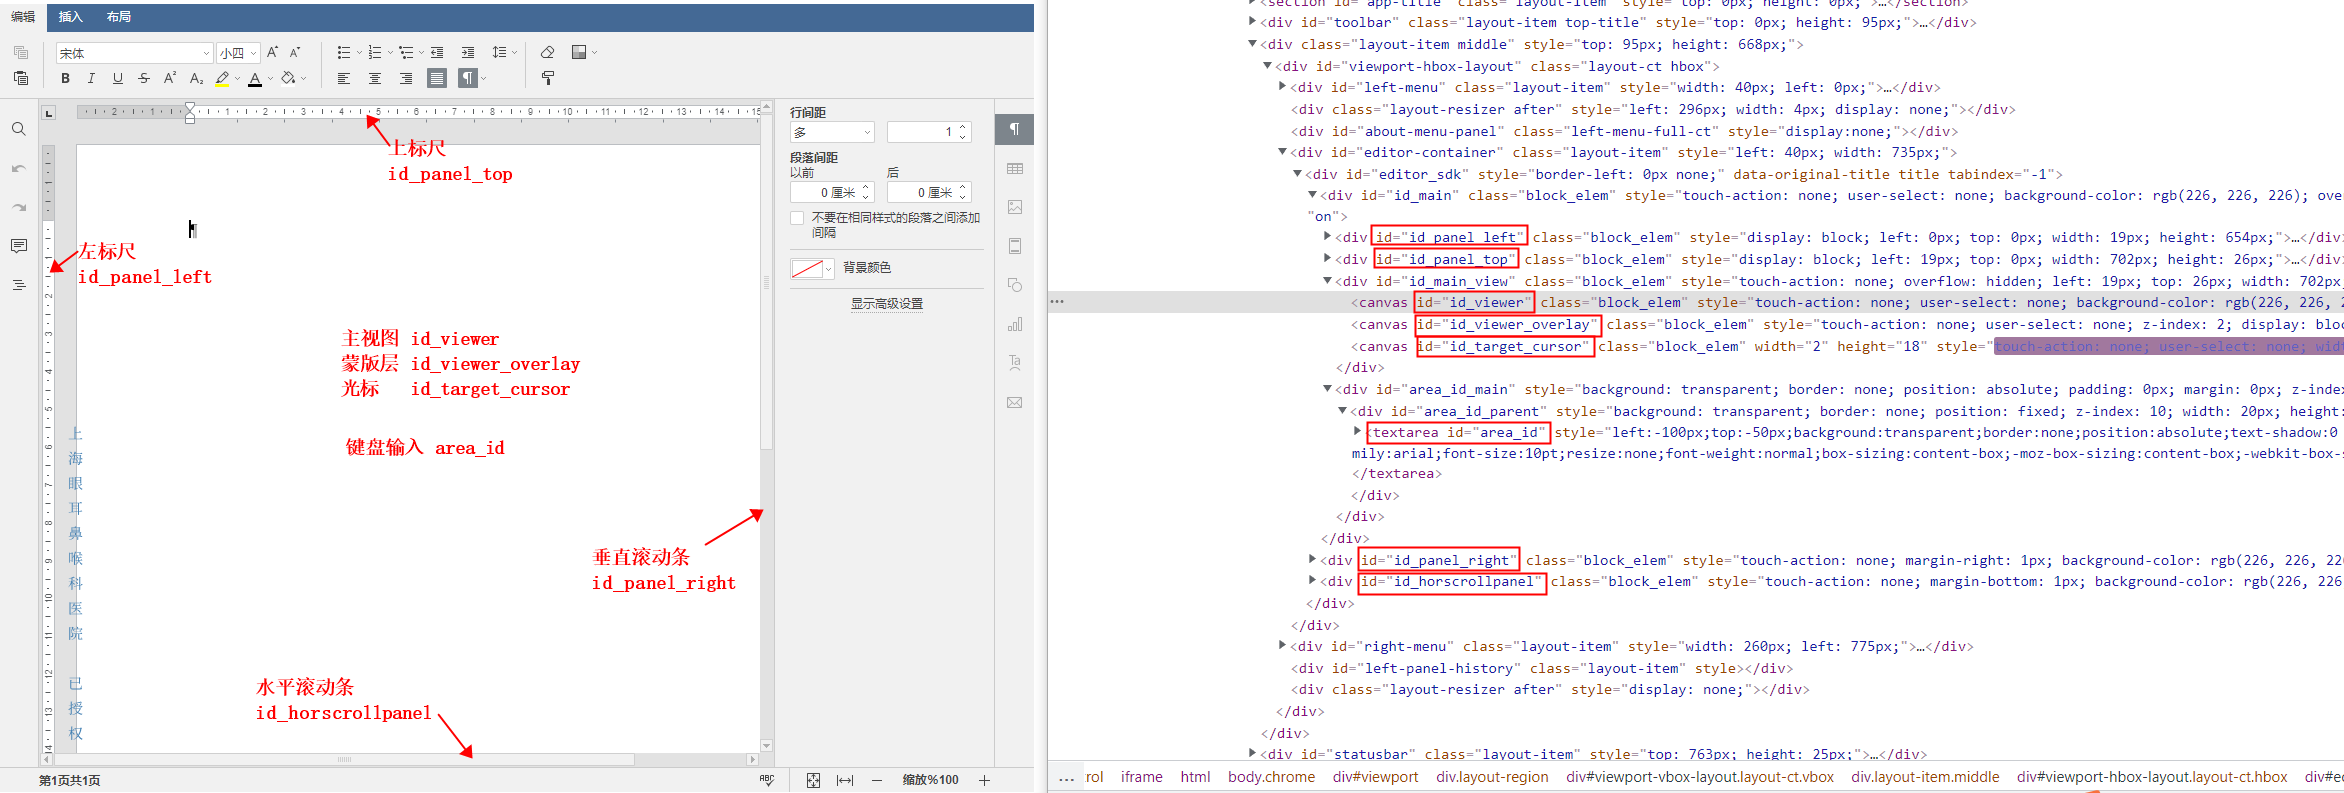 编辑 插入 布局
宋体 小四
2 1 1 2 3 4 5 6 7 8 9 10 11 12 13 14 15
上标尺
id_panel_top
左标尺
id_panel_left
主视图 id_viewer
蒙版层 id_viewer_overlay
光标 id_target_cursor
键盘输入 area_id
垂直滚动条
id_panel_right
水平滚动条
id_horscrollpanel
上
海
眼
耳
鼻
喉
科
医
院
已
授
权
行间距
多 1
段落间距
以前 后
0 厘米 0 厘米
不要在相同样式的段落之间添加
间隔
背景颜色
显示高级设置
第1页共1页
缩放%100
<section id="app-title" class="layout-item" style="top: 0px; height: 0px;">…</section>
<div id="toolbar" class="layout-item top-title" style="top: 0px; height: 95px;">…</div>
<div class="layout-item middle" style="top: 95px; height: 668px;">
<div id="viewport-hbox-layout" class="layout-ct hbox">
<div id="left-menu" class="layout-item" style="width: 40px; left: 0px;">…</div>
<div class="layout-resizer after" style="left: 296px; width: 4px; display: none;"></div>
<div id="about-menu-panel" class="left-menu-full-ct" style="display:none;"></div>
<div id="editor-container" class="layout-item" style="left: 40px; width: 735px;">
<div id="editor_sdk" style="border-left: 0px none;" data-original-title title tabindex="-1">
<div id="id_main" class="block_elem" style="touch-action: none; user-select: none; background-color: rgb(226, 226, 226); ove
"on">
<div id="id_panel_left" class="block_elem" style="display: block; left: 0px; top: 0px; width: 19px; height: 654px;">…</div
<div id="id_panel_top" class="block_elem" style="display: block; left: 19px; top: 0px; width: 702px; height: 26px;">…</div
<div id="id_main_view" class="block_elem" style="touch-action: none; overflow: hidden; left: 19px; top: 26px; width: 702px
<canvas id="id_viewer" class="block_elem" style="touch-action: none; user-select: none; background-color: rgb(226, 226, 2
<canvas id="id_viewer_overlay" class="block_elem" style="touch-action: none; user-select: none; z-index: 2; display: bloc
<canvas id="id_target_cursor" class="block_elem" width="2" height="18" style="touch-action: none; user-select: none; widt
</div>
<div id="area_id_main" style="background: transparent; border: none; position: absolute; padding: 0px; margin: 0px; z-inde
<div id="area_id_parent" style="background: transparent; border: none; position: fixed; z-index: 10; width: 20px; height:
<textarea id="area_id" style="left:-100px;top:-50px;background:transparent;border:none;position:absolute;text-shadow:0
mily:arial;font-size:10pt;resize:none;font-weight:normal;box-sizing:content-box;-moz-box-sizing:content-box;-webkit-box-s
</textarea>
</div>
</div>
</div>
<div id="id_panel_right" class="block_elem" style="touch-action: none; margin-right: 1px; background-color: rgb(226, 226, 226
<div id="id_horscrollpanel" class="block_elem" style="touch-action: none; margin-bottom: 1px; background-color: rgb(226, 226
</div>
</div>
<div id="right-menu" class="layout-item" style="width: 260px; left: 775px;">…</div>
<div id="left-panel-history" class="layout-item" style></div>
<div class="layout-resizer after" style="display: none;"></div>
</div>
</div>
<div id="statusbar" class="layout-item" style="top: 763px; height: 25px;">…</div>
… rol iframe html body.chrome div#viewport div.layout-region div#viewport-vbox-layout.layout-ct.vbox div.layout-item.middle div#viewport-hbox-layout.layout-ct.hbox div#ec